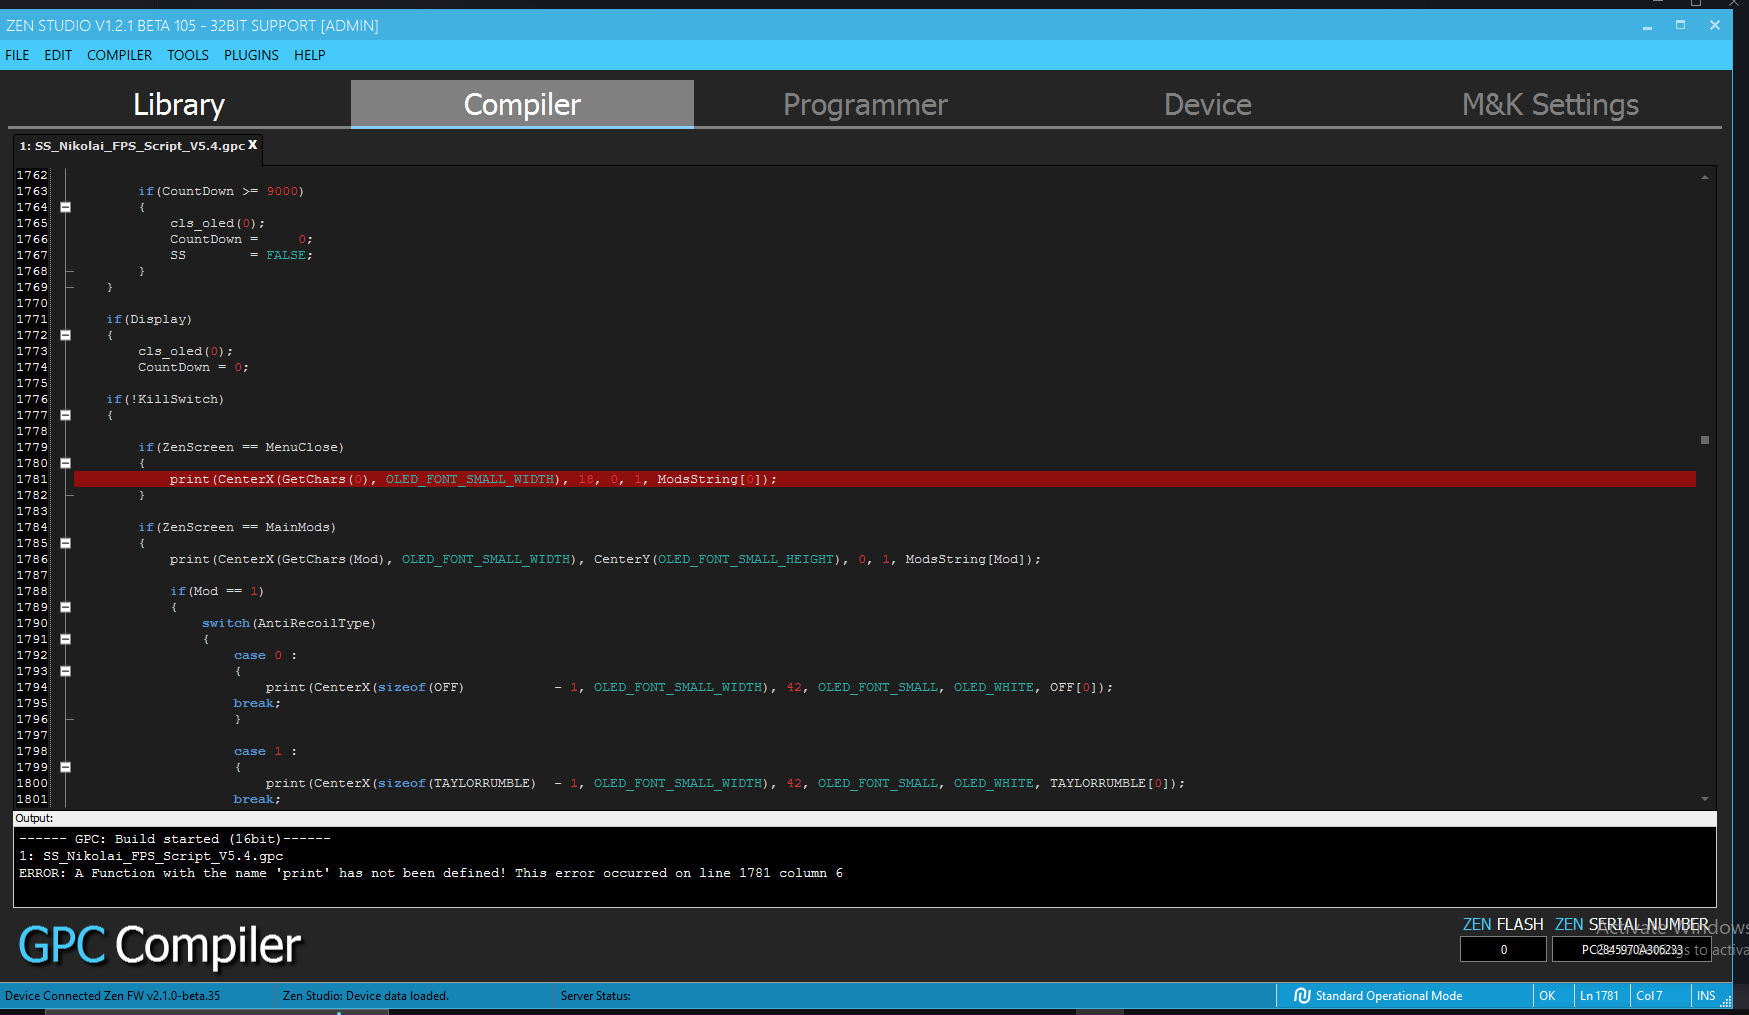 ZEN STUDIO V1.2.1 BETA 105 - 32BIT SUPPORT [ADMIN]
FILE EDIT COMPILER TOOLS PLUGINS HELP
Library Compiler Programmer Device M&K Settings
1: SS_Nikolai_FPS_Script_V5.4.gpc X
1762
1763 if(CountDown >= 9000)
1764 {
1765 cls_oled(0);
1766 CountDown = 0;
1767 SS = FALSE;
1768 }
1769 }
1770
1771 if(Display)
1772 {
1773 cls_oled(0);
1774 CountDown = 0;
1775
1776 if(!KillSwitch)
1777 {
1778
1779 if(ZenScreen == MenuClose)
1780 {
1781 print(CenterX(GetChars(0), OLED_FONT_SMALL_WIDTH), 18, 0, 1, ModsString[0]);
1782 }
1783
1784 if(ZenScreen == MainMods)
1785 {
1786 print(CenterX(GetChars(Mod), OLED_FONT_SMALL_WIDTH), CenterY(OLED_FONT_SMALL_HEIGHT), 0, 1, ModsString[Mod]);
1787
1788 if(Mod == 1)
1789 {
1790 switch(AntiRecoilType)
1791 {
1792 case 0 :
1793 {
1794 print(CenterX(sizeof(OFF) - 1, OLED_FONT_SMALL_WIDTH), 42, OLED_FONT_SMALL, OLED_WHITE, OFF[0]);
1795 break;
1796 }
1797
1798 case 1 :
1799 {
1800 print(CenterX(sizeof(TAYLORRUMBLE) - 1, OLED_FONT_SMALL_WIDTH), 42, OLED_FONT_SMALL, OLED_WHITE, TAYLORRUMBLE[0]);
1801 break;
Output:
------ GPC: Build started (16bit)------
1: SS_Nikolai_FPS_Script_V5.4.gpc
ERROR: A Function with the name 'print' has not been defined! This error occurred on line 1781 column 6
GPC Compiler
ZEN FLASH ZEN SERIAL NUMBER
0
Activate Windows
Device Connected Zen FW v2.1.0-beta.35 Zen Studio: Device data loaded. Server Status: Standard Operational Mode OK Ln 1781 Col 7 INS